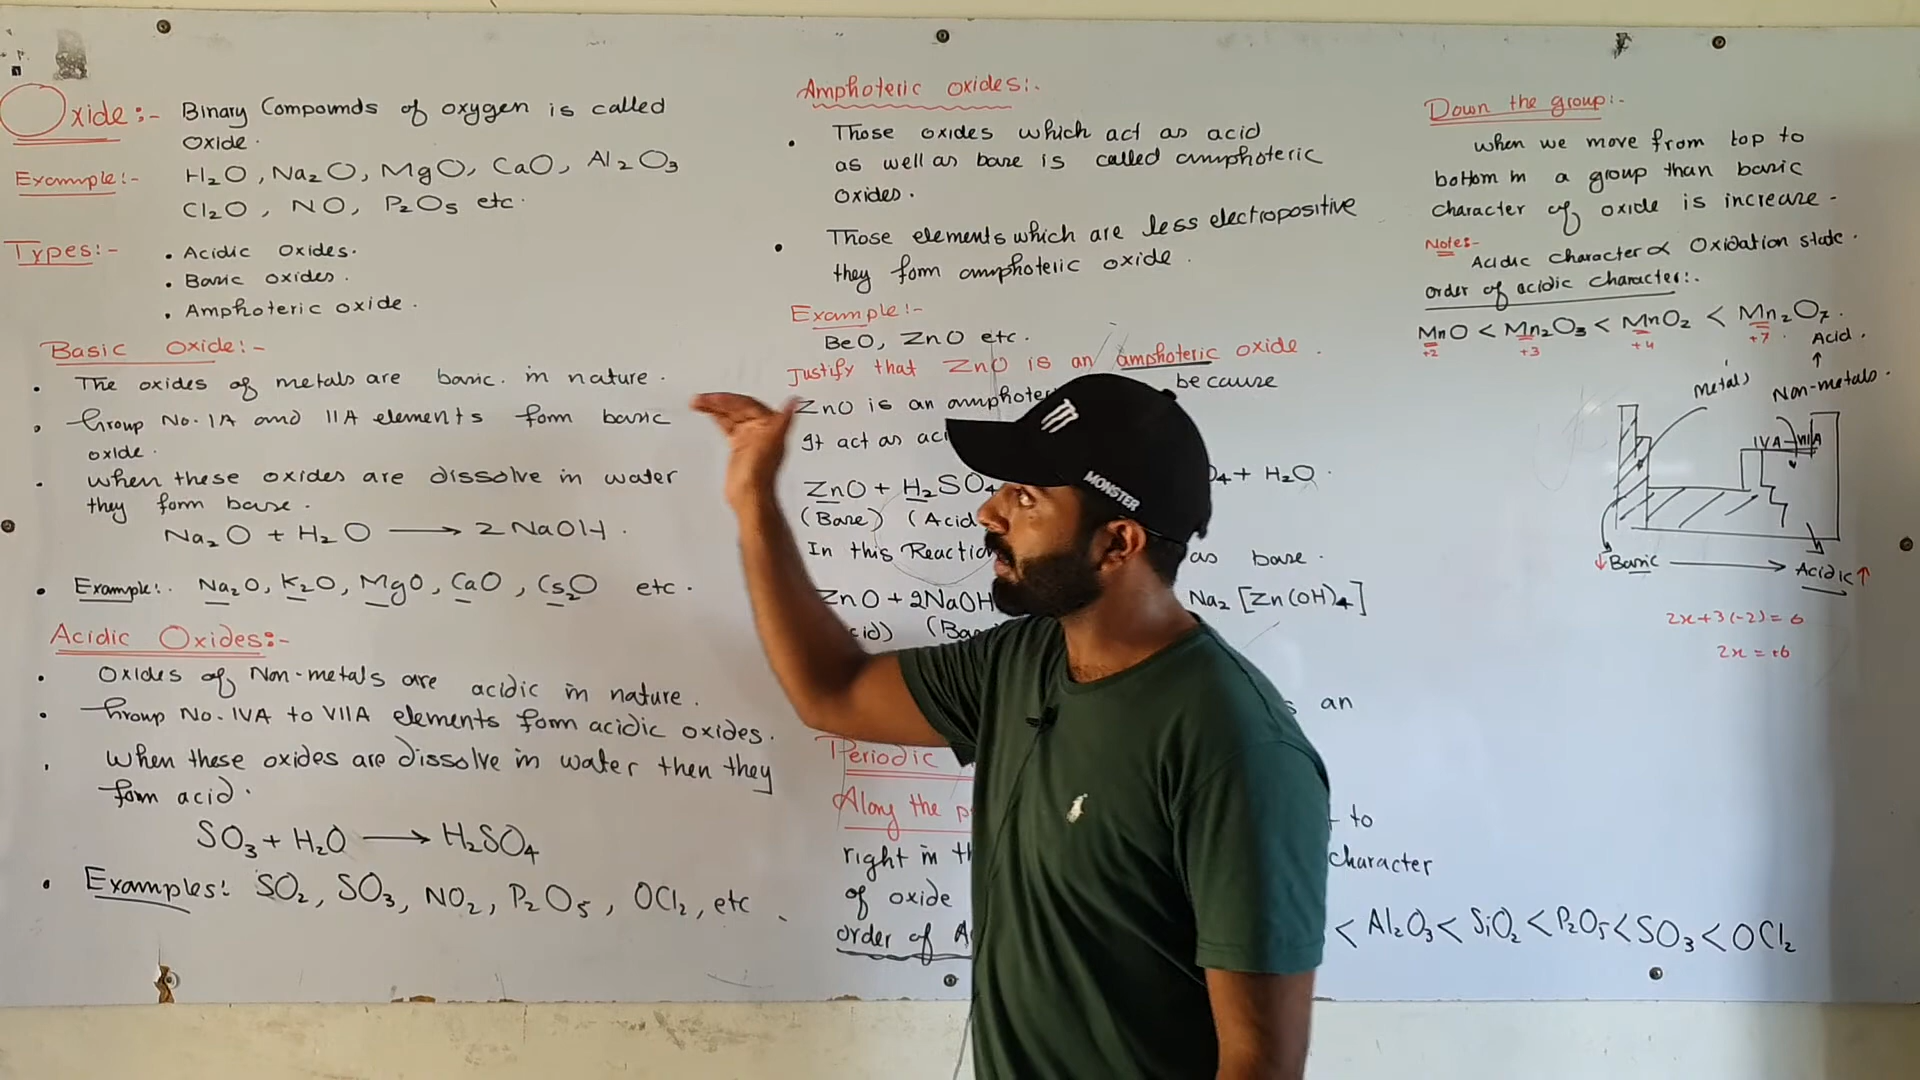 Oxide:- Binary Compounds of oxygen is called
oxide.
Example:- H₂O, Na₂O, MgO, CaO, Al₂O₃
Cl₂O, NO, P₂O₅ etc.
Types:- • Acidic oxides.
• Basic oxides.
• Amphoteric oxide.
Basic Oxide:-
• The oxides of metals are basic. in nature.
• Group No. IA and IIA elements form basic
oxide.
• when these oxides are dissolve in water
they form base.
Na₂O + H₂O ⟶ 2NaOH.
• Example:. Na₂O, K₂O, MgO, CaO, Cs₂O etc.
Acidic Oxides:-
• Oxides of Non-metals are acidic in nature.
• Group No. IVA to VIIA elements form acidic oxides.
• When these oxides are dissolve in water then they
form acid.
SO₃ + H₂O ⟶ H₂SO₄
• Examples: SO₂, SO₃, NO₂, P₂O₅, OCl₂, etc.
Amphoteric oxides:-
• Those oxides which act as acid
as well as base is called amphoteric
oxides.
• Those elements which are less electropositive
they form amphoteric oxide.
Example:-
BeO, ZnO etc.
Justify that ZnO is an amphoteric oxide.
ZnO is an because
It act as
ZnO + H₂SO₄ + H₂O.
(Base) (Acid
In this as base.
ZnO + 2NaOH Na₂[Zn(OH)₄]
an
Periodic
Along the
to
right in character
of oxide
order of < Al₂O₃ < SiO₂ < P₂O₅ < SO₃ < OCl₂
Down the group:-
when we move from top to
bottom in a group than basic
character of oxide is increase-
Note:-
Acidic character ∝ Oxidation state.
order of acidic character:.
MnO < Mn₂O₃ < MnO₂ < Mn₂O₇.
+2 +3 +4 +7
Acid.
Metals Non-metals.
IVA VIIA
↓Basic ⟶ Acidic↑
2x+3(-2)=0
2x=+6
MONSTER